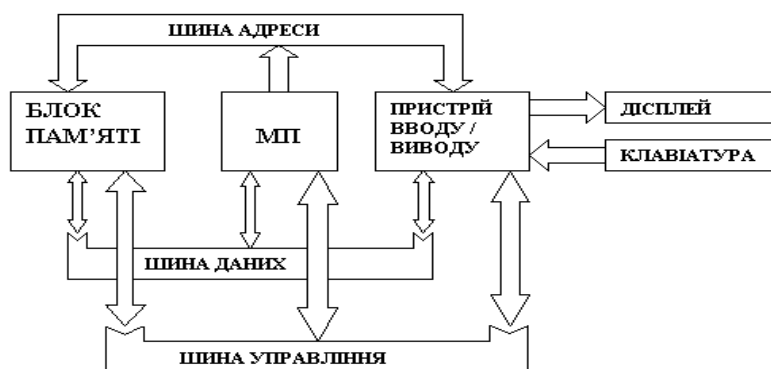 ШИНА АДРЕСИ
БЛОК
ПАМ’ЯТІ
МП
ПРИСТРІЙ
ВВОДУ /
ВИВОДУ
ДІСПЛЕЙ
КЛАВІАТУРА
ШИНА ДАНИХ
ШИНА УПРАВЛІННЯ